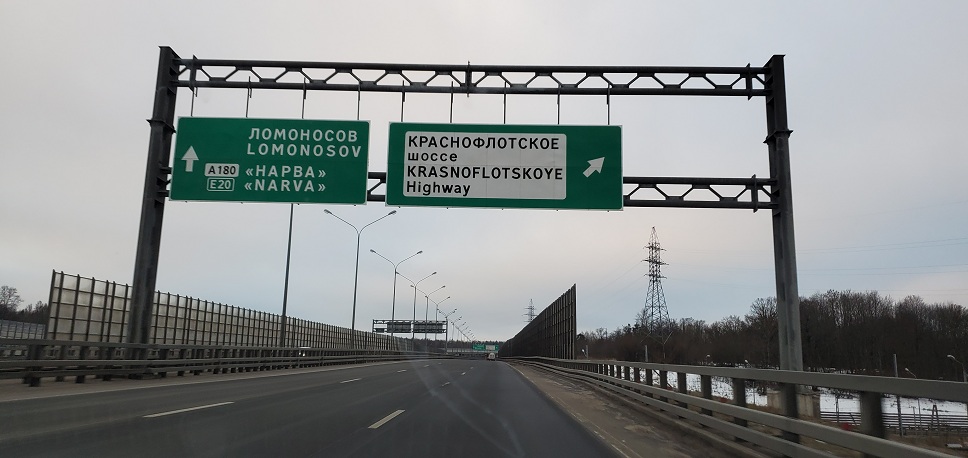 ЛОМОНОСОВ
LOMONOSOV
А180 «НАРВА»
E20 «NARVA»
КРАСНОФЛОТСКОЕ
шоссе
KRASNOFLOTSKOYE
Highway